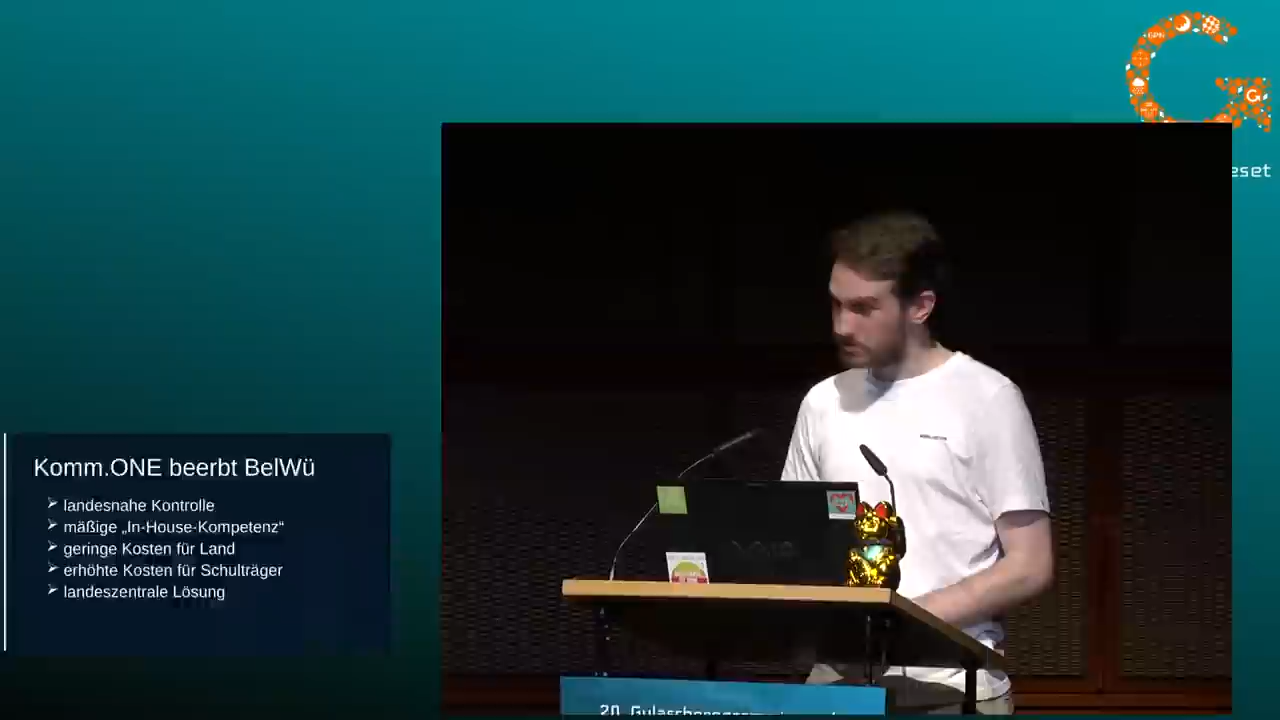 eset
Komm.ONE beerbt BelWü
landesnahe Kontrolle
mäßige „In-House-Kompetenz“
geringe Kosten für Land
erhöhte Kosten für Schulträger
landeszentrale Lösung
20.